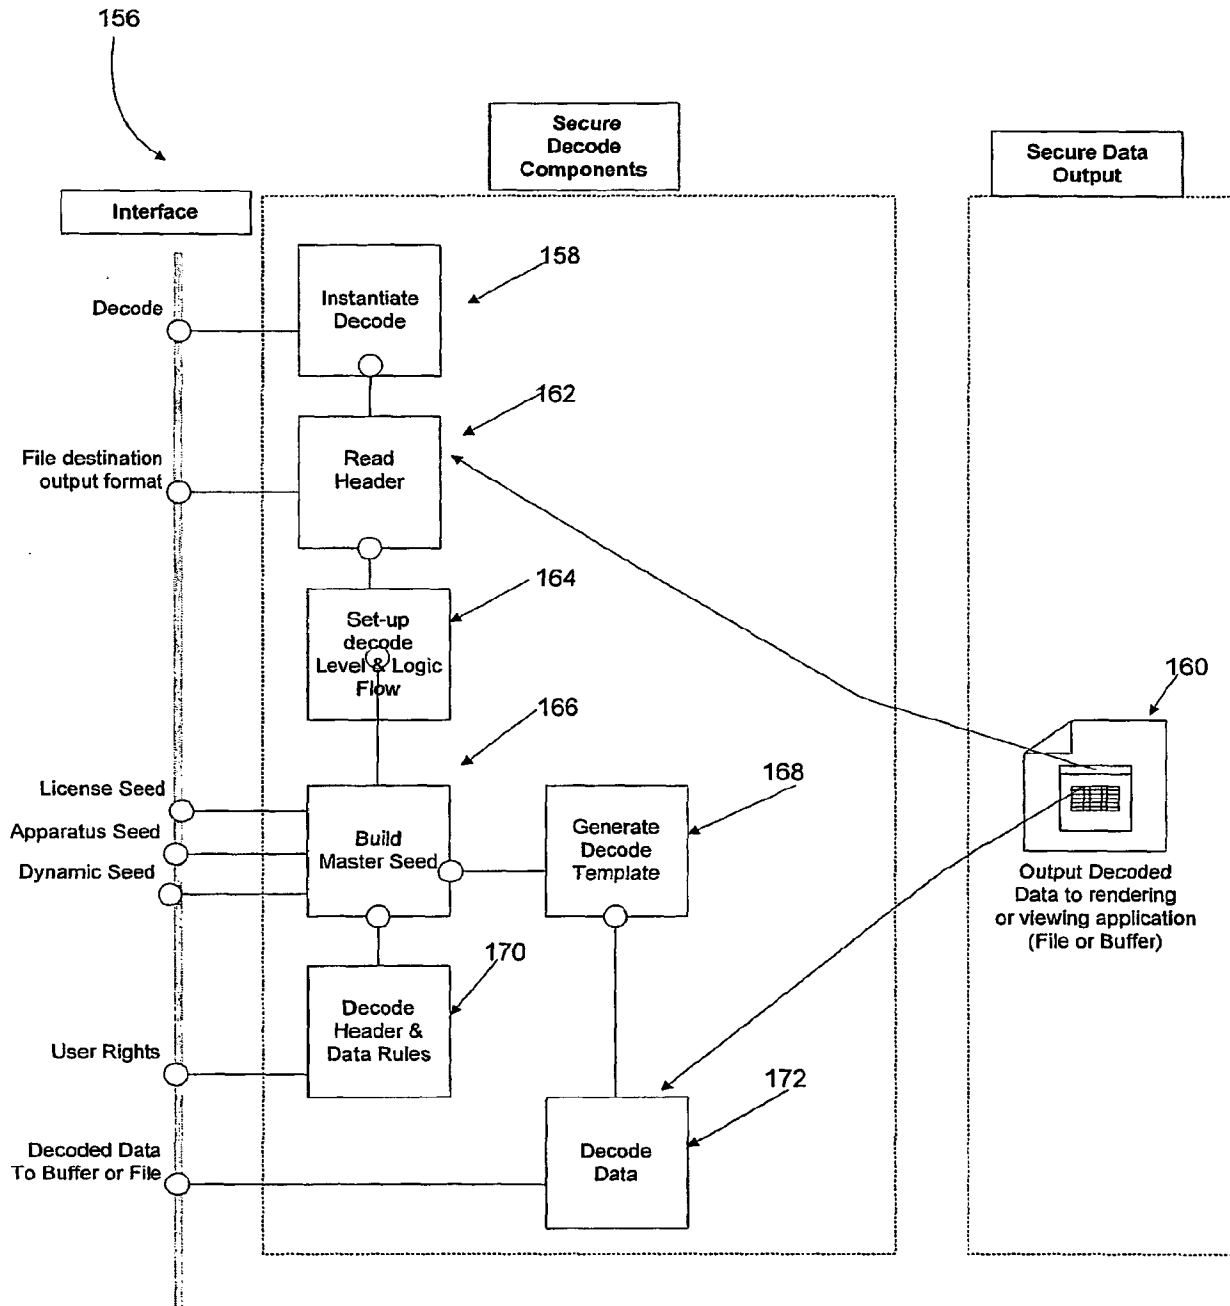 156
Secure
Decode
Components
Secure Data
Output
Interface
158
Instantiate
Decode
Decode
162
File destination
output format
Read
Header
164
Set-up
decode
Level & Logic
Flow
160
166
168
License Seed
Apparatus Seed
Dynamic Seed
Build
Master Seed
Generate
Decode
Template
Output Decoded
Data to rendering
or viewing application
(File or Buffer)
170
Decode
Header &
Data Rules
User Rights
172
Decoded Data
To Buffer or File
Decode
Data